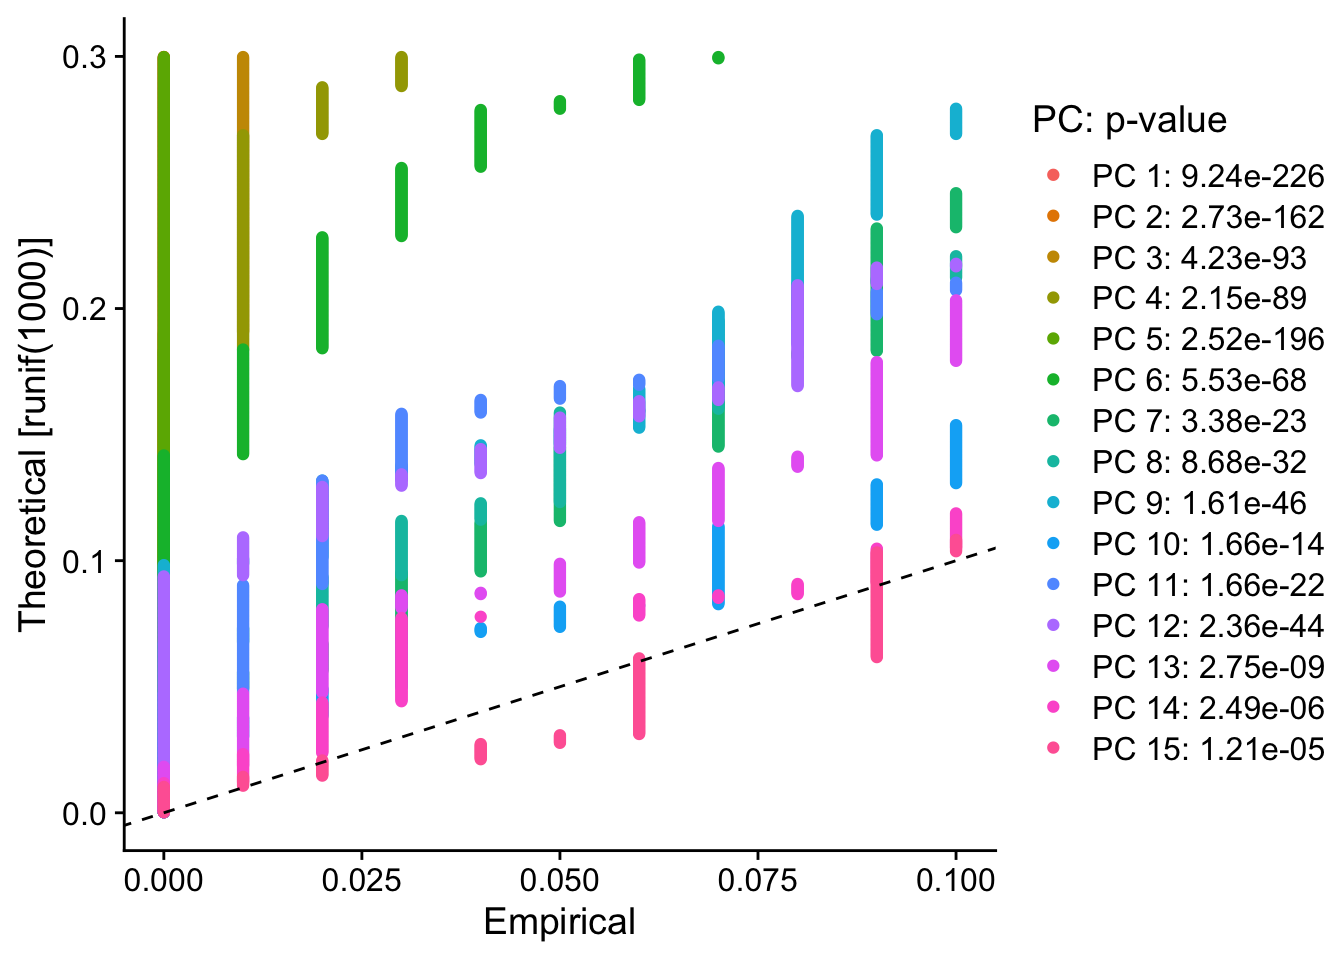 0.3
0.2
0.1
0.0
Theoretical [runif(1000)]
0.000
0.025
0.050
0.075
0.100
Empirical
PC: p-value
PC 1: 9.24e-226
PC 2: 2.73e-162
PC 3: 4.23e-93
PC 4: 2.15e-89
PC 5: 2.52e-196
PC 6: 5.53e-68
PC 7: 3.38e-23
PC 8: 8.68e-32
PC 9: 1.61e-46
PC 10: 1.66e-14
PC 11: 1.66e-22
PC 12: 2.36e-44
PC 13: 2.75e-09
PC 14: 2.49e-06
PC 15: 1.21e-05